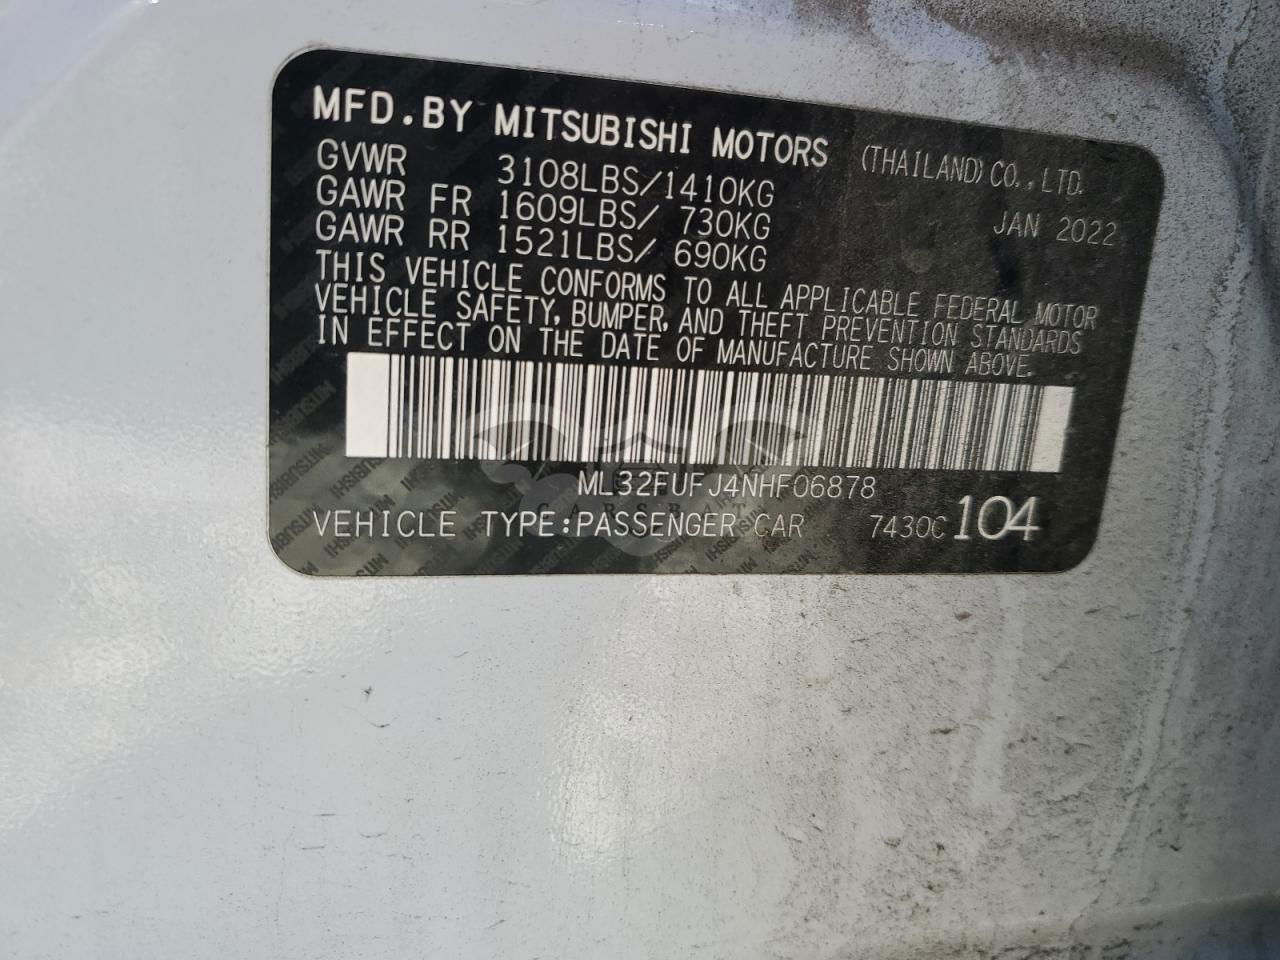 MFD.BY MITSUBISHI MOTORS (THAILAND) CO.,LTD.
GVWR 3108LBS/1410KG JAN 2022
GAWR FR 1609LBS/ 730KG
GAWR RR 1521LBS/ 690KG
THIS VEHICLE CONFORMS TO ALL APPLICABLE FEDERAL MOTOR
VEHICLE SAFETY, BUMPER, AND THEFT PREVENTION STANDARDS
IN EFFECT ON THE DATE OF MANUFACTURE SHOWN ABOVE.
ML32FUFJ4NHF06878
VEHICLE TYPE:PASSENGER CAR 7430C 104